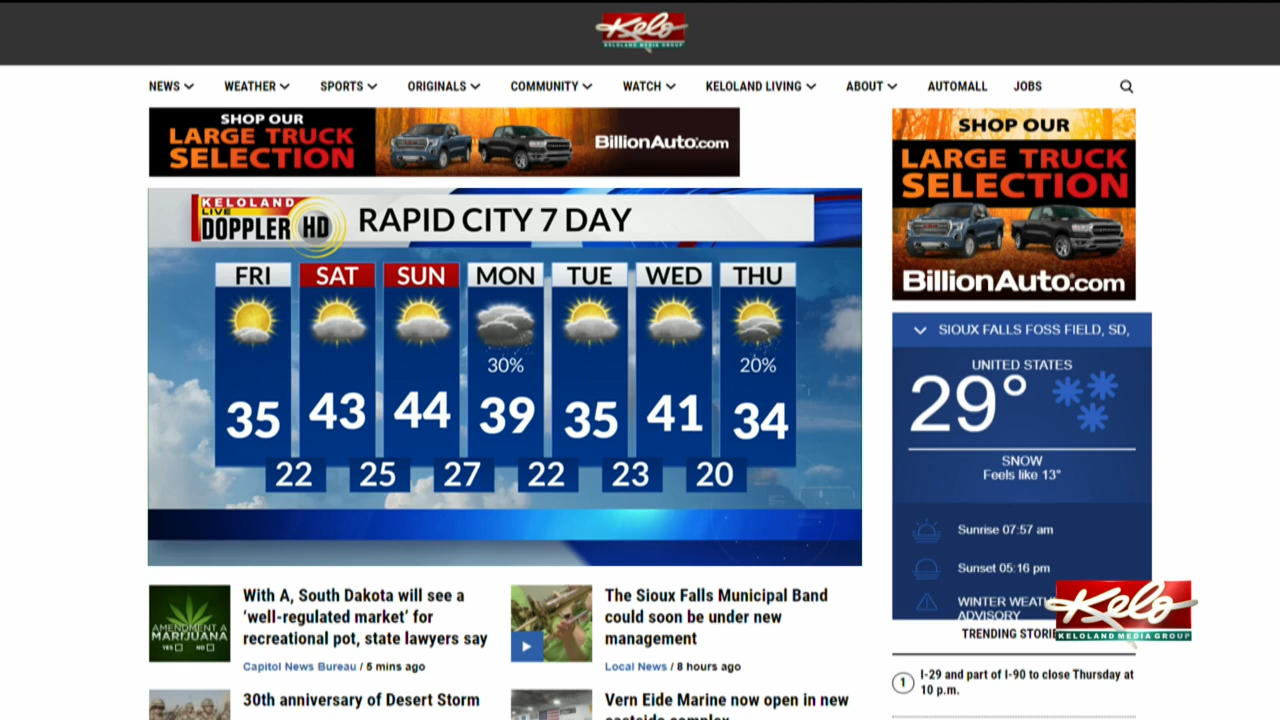 Kelo
KELOLAND MEDIA GROUP
NEWS
WEATHER
SPORTS
ORIGINALS
COMMUNITY
WATCH
KELOLAND LIVING
ABOUT
AUTOMALL
JOBS
SHOP OUR
LARGE TRUCK
SELECTION
BillionAuto.com
SHOP OUR
LARGE TRUCK
SELECTION
BillionAuto.com
KELOLAND
LIVE
DOPPLER HD
RAPID CITY 7 DAY
FRI SAT SUN MON TUE WED THU
30% 20%
35 43 44 39 35 41 34
22 25 27 22 23 20
SIOUX FALLS FOSS FIELD, SD,
UNITED STATES
29°
SNOW
Feels like 13°
Sunrise 07:57 am
Sunset 05:16 pm
WINTER
ADVISORY
Kelo
KELOLAND MEDIA GROUP
AMENDMENT A
MARIJUANA
YES NO
With A, South Dakota will see a
‘well-regulated market’ for
recreational pot, state lawyers say
Capitol News Bureau / 5 mins ago
The Sioux Falls Municipal Band
could soon be under new
management
Local News / 8 hours ago
30th anniversary of Desert Storm
Vern Eide Marine now open in new
TRENDING
1
I-29 and part of I-90 to close Thursday at
10 p.m.